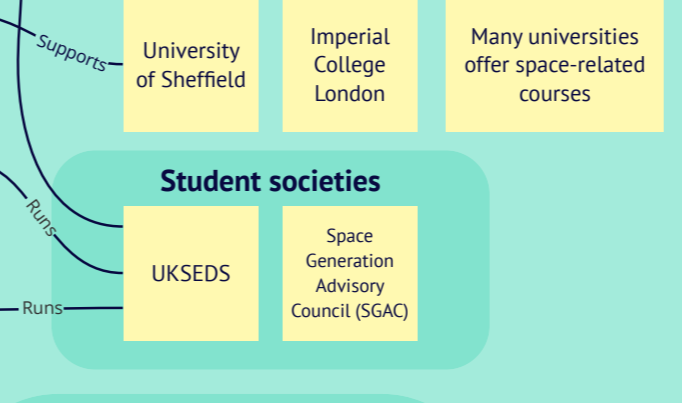 Supports
University
of Sheffield
Imperial
College
London
Many universities
offer space-related
courses
Student societies
Runs
UKSEDS
Space
Generation
Advisory
Council (SGAC)
Runs